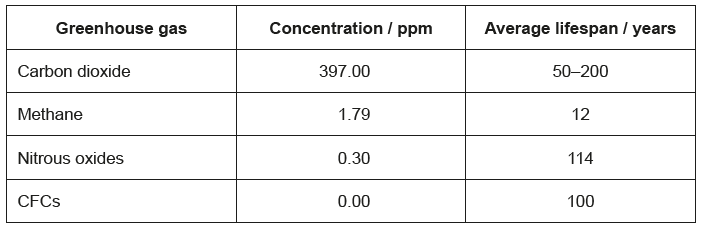 Greenhouse gas Concentration / ppm Average lifespan / years
Carbon dioxide 397.00 50–200
Methane 1.79 12
Nitrous oxides 0.30 114
CFCs 0.00 100